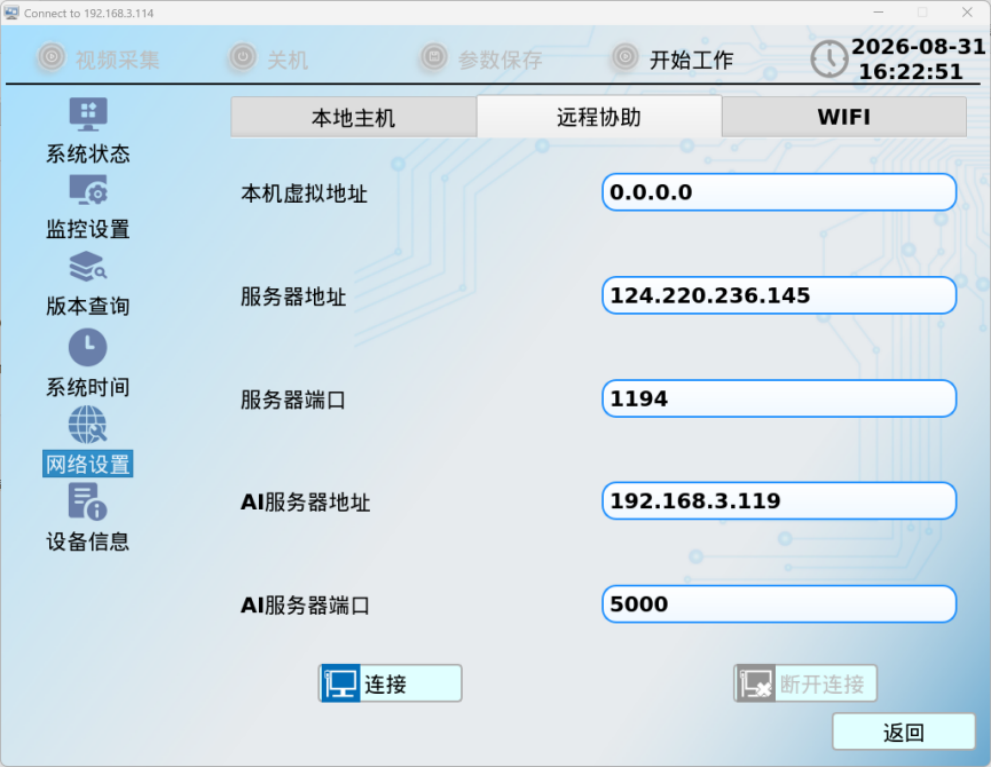 Connect to 192.168.3.114
视频采集
关机
参数保存
开始工作
2026-08-31
16:22:51
系统状态
监控设置
版本查询
系统时间
网络设置
设备信息
本地主机
远程协助
WIFI
本机虚拟地址
0.0.0.0
服务器地址
124.220.236.145
服务器端口
1194
AI服务器地址
192.168.3.119
AI服务器端口
5000
连接
断开连接
返回